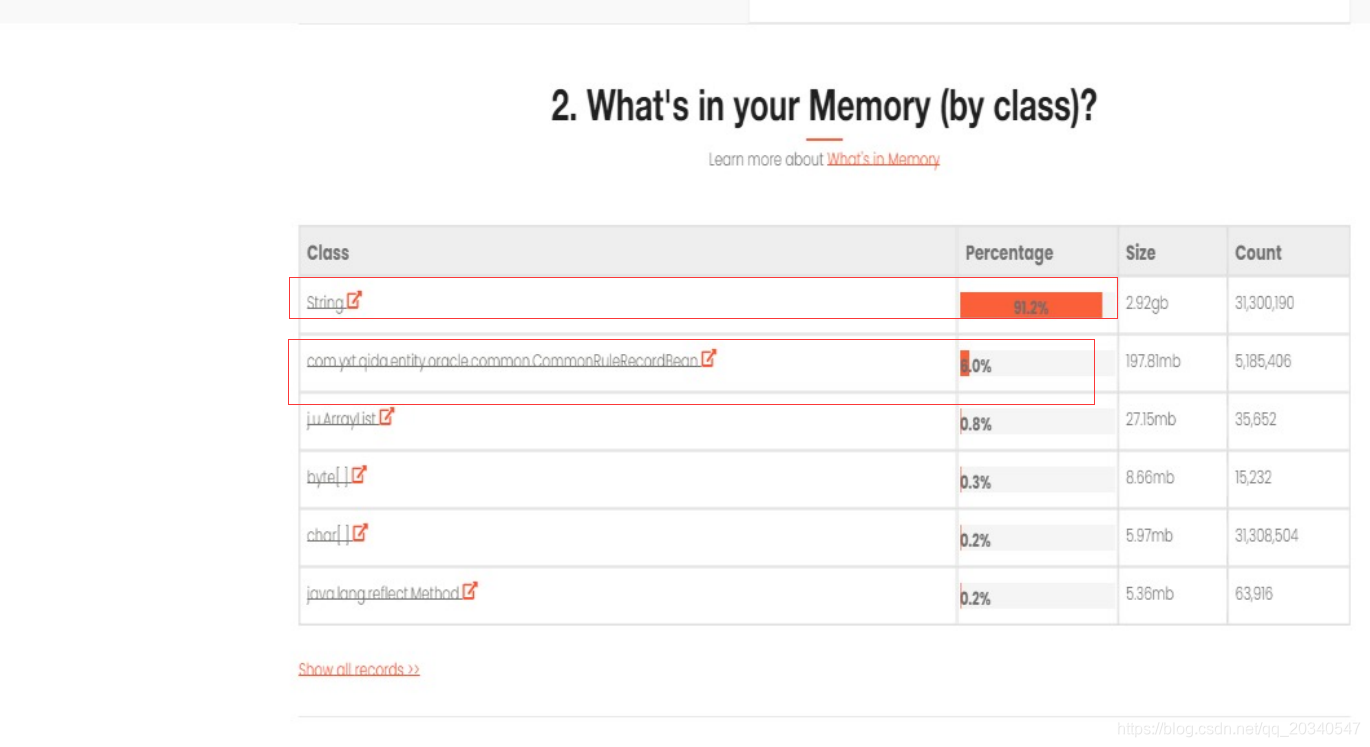 2. What's in your Memory (by class)?
Learn more about What's in Memory
Class Percentage Size Count
String 91.2% 2.92gb 31,300,190
com.yxt.qida.entity.oracle.common.CommonRuleRecordBean 6.0% 197.81mb 5,185,406
j.u.ArrayList 0.8% 27.15mb 35,652
byte[ ] 0.3% 8.66mb 15,232
char[ ] 0.2% 5.97mb 31,308,504
java.lang.reflect.Method 0.2% 5.36mb 63,916
Show all records >>
https://blog.csdn.net/qq_20340547